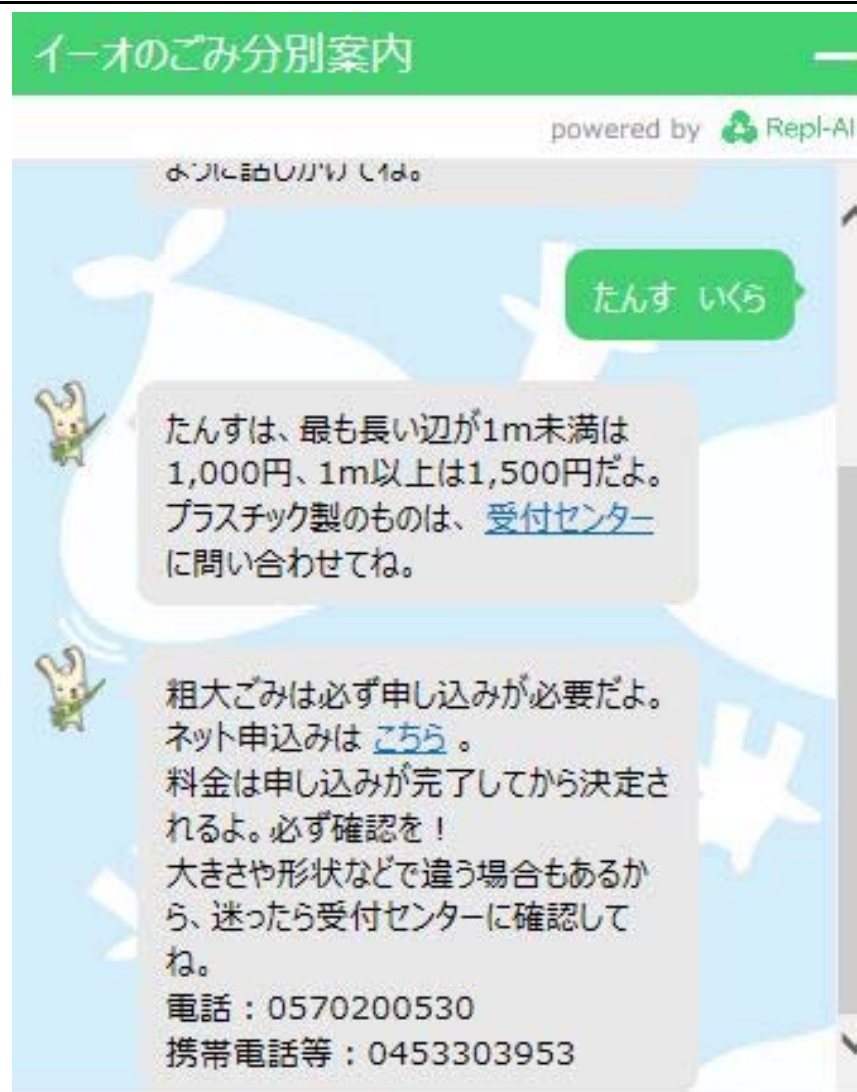 イーオのごみ分別案内
powered by Repl-AI
ように話しかけてね。
たんす いくら
たんすは、最も長い辺が1m未満は
1,000円、1m以上は1,500円だよ。
プラスチック製のものは、 受付センター
に問い合わせてね。
粗大ごみは必ず申し込みが必要だよ。
ネット申込みは こちら 。
料金は申し込みが完了してから決定さ
れるよ。必ず確認を！
大きさや形状などで違う場合もあるか
ら、迷ったら受付センターに確認して
ね。
電話：0570200530
携帯電話等：0453303953